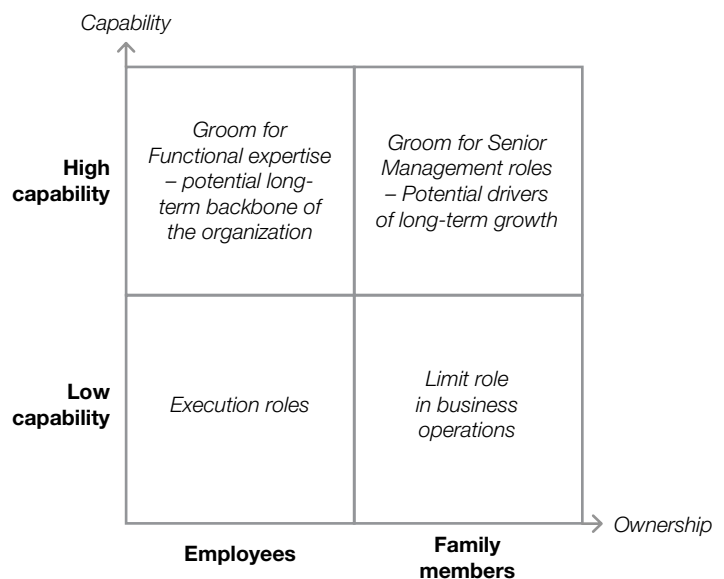 Capability
High
capability
Groom for
Functional expertise
– potential long-
term backbone of
the organization
Groom for Senior
Management roles
– Potential drivers
of long-term growth
Low
capability
Execution roles
Limit role
in business
operations
Ownership
Employees
Family
members